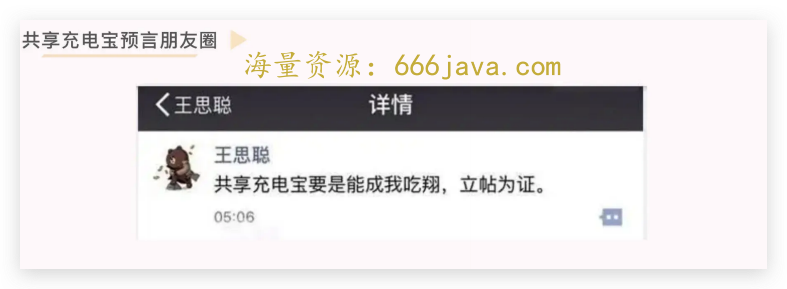 共享充电宝预言朋友圈
海量资源：666java.com
王思聪 详情
王思聪
共享充电宝要是能成我吃翔，立帖为证。
05:06